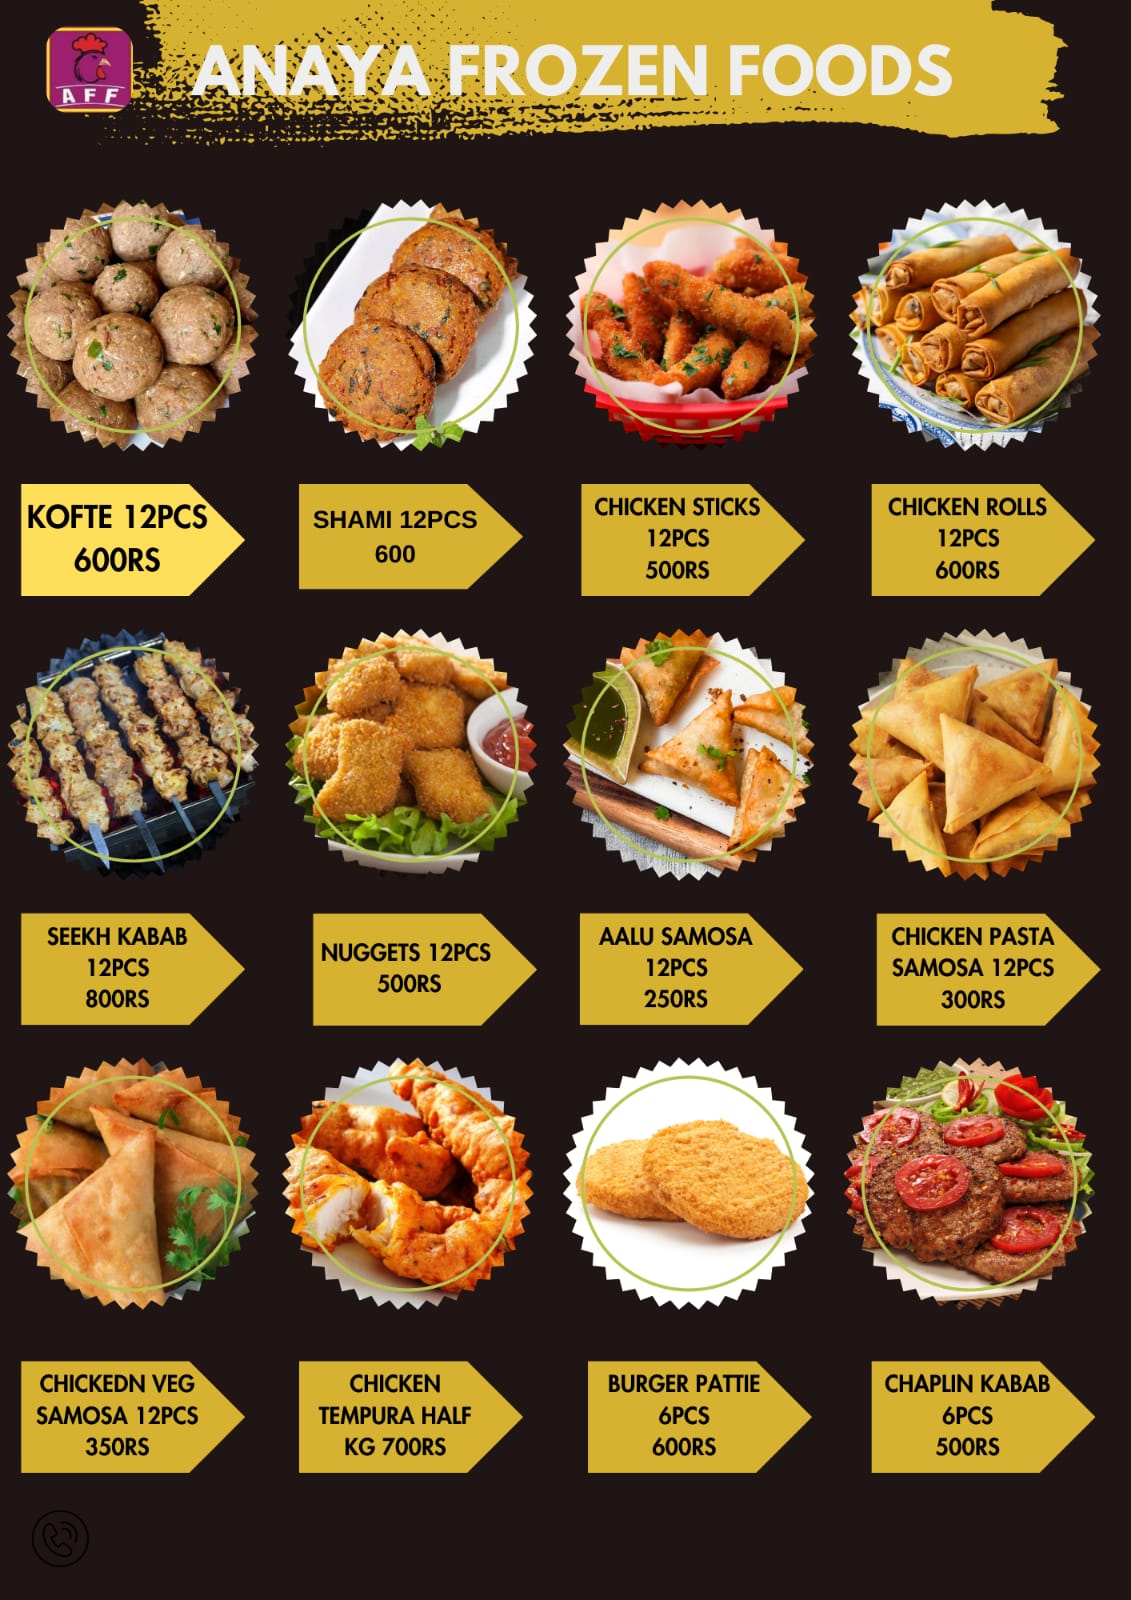 AFF
ANAYA FROZEN FOODS
KOFTE 12PCS
600RS
SHAMI 12PCS
600
CHICKEN STICKS
12PCS
500RS
CHICKEN ROLLS
12PCS
600RS
SEEKH KABAB
12PCS
800RS
NUGGETS 12PCS
500RS
AALU SAMOSA
12PCS
250RS
CHICKEN PASTA
SAMOSA 12PCS
300RS
CHICKEDN VEG
SAMOSA 12PCS
350RS
CHICKEN
TEMPURA HALF
KG 700RS
BURGER PATTIE
6PCS
600RS
CHAPLIN KABAB
6PCS
500RS